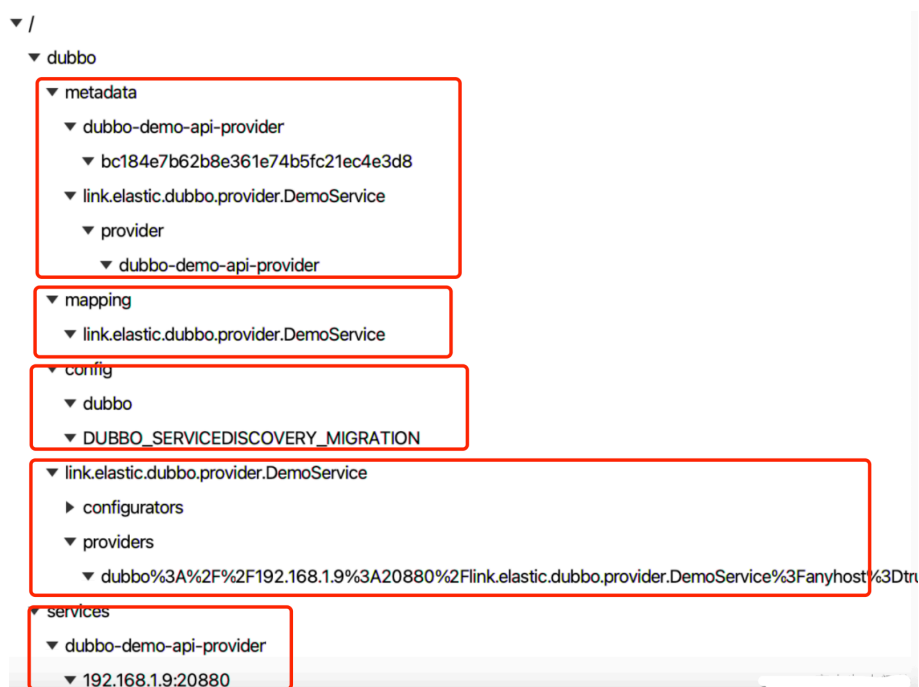 /
dubbo
metadata
dubbo-demo-api-provider
bc184e7b62b8e361e74b5fc21ec4e3d8
link.elastic.dubbo.provider.DemoService
provider
dubbo-demo-api-provider
mapping
link.elastic.dubbo.provider.DemoService
config
dubbo
DUBBO_SERVICEDISCOVERY_MIGRATION
link.elastic.dubbo.provider.DemoService
configurators
providers
dubbo%3A%2F%2F192.168.1.9%3A20880%2Flink.elastic.dubbo.provider.DemoService%3Fanyhost%3Dtru
services
dubbo-demo-api-provider
192.168.1.9:20880